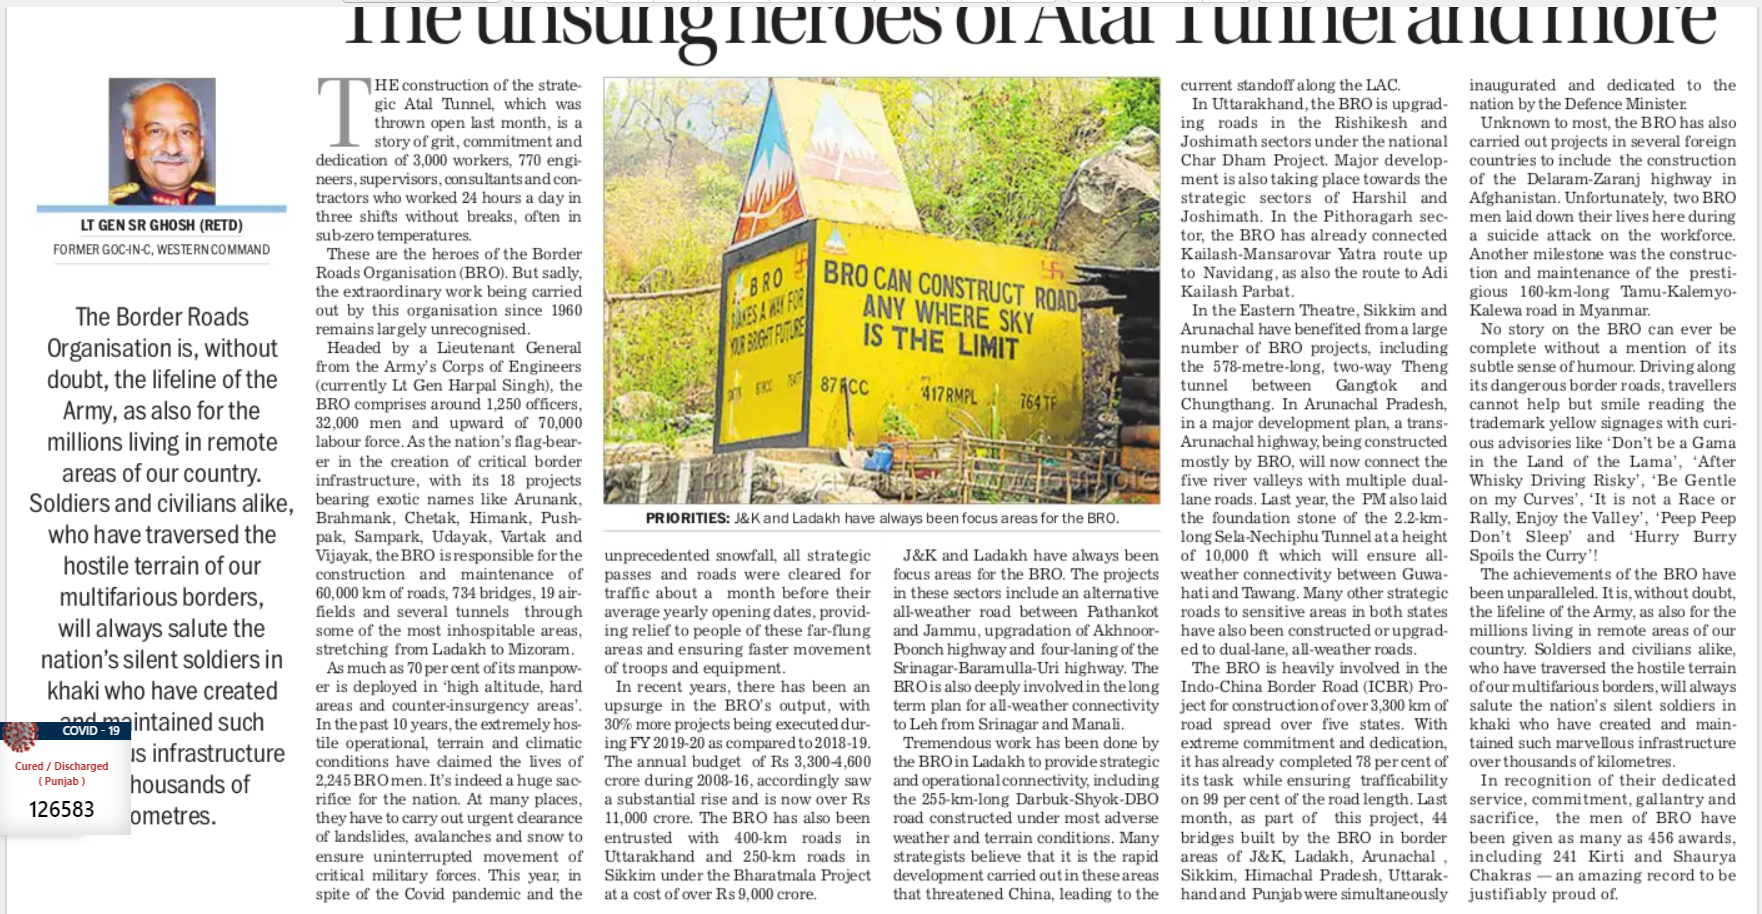 The unsung heroes of Atal Tunnel and more
LT GEN SR GHOSH (RETD)
FORMER GOC-IN-C, WESTERN COMMAND
The Border Roads
Organisation is, without
doubt, the lifeline of the
Army, as also for the
millions living in remote
areas of our country.
Soldiers and civilians alike,
who have traversed the
hostile terrain of our
multifarious borders,
will always salute the
nation's silent soldiers in
khaki who have created
and maintained such
us infrastructure
housands of
ometres.
COVID - 19
Cured / Discharged
( Punjab )
126583
THE construction of the strate-
gic Atal Tunnel, which was
thrown open last month, is a
story of grit, commitment and
dedication of 3,000 workers, 770 engi-
neers, supervisors, consultants and con-
tractors who worked 24 hours a day in
three shifts without breaks, often in
sub-zero temperatures.
These are the heroes of the Border
Roads Organisation (BRO). But sadly,
the extraordinary work being carried
out by this organisation since 1960
remains largely unrecognised.
Headed by a Lieutenant General
from the Army's Corps of Engineers
(currently Lt Gen Harpal Singh), the
BRO comprises around 1,250 officers,
32,000 men and upward of 70,000
labour force. As the nation's flag-bear-
er in the creation of critical border
infrastructure, with its 18 projects
bearing exotic names like Arunank,
Brahmank, Chetak, Himank, Push-
pak, Sampark, Udayak, Vartak and
Vijayak, the BRO is responsible for the
construction and maintenance of
60,000 km of roads, 734 bridges, 19 air-
fields and several tunnels through
some of the most inhospitable areas,
stretching from Ladakh to Mizoram.
As much as 70 per cent of its manpow-
er is deployed in 'high altitude, hard
areas and counter-insurgency areas'.
In the past 10 years, the extremely hos-
tile operational, terrain and climatic
conditions have claimed the lives of
2,245 BRO men. It's indeed a huge sac-
rifice for the nation. At many places,
they have to carry out urgent clearance
of landslides, avalanches and snow to
ensure uninterrupted movement of
critical military forces. This year, in
spite of the Covid pandemic and the
BRO
MAKES A WAY FOR
YOUR BRIGHT FUTURE
BRO CAN CONSTRUCT ROAD
ANY WHERE SKY
IS THE LIMIT
87 RCC
417 RMPL
764 TF
PRIORITIES: J&K and Ladakh have always been focus areas for the BRO.
unprecedented snowfall, all strategic
passes and roads were cleared for
traffic about a month before their
average yearly opening dates, provid-
ing relief to people of these far-flung
areas and ensuring faster movement
of troops and equipment.
In recent years, there has been an
upsurge in the BRO's output, with
30% more projects being executed dur-
ing FY 2019-20 as compared to 2018-19.
The annual budget of Rs 3,300-4,600
crore during 2008-16, accordingly saw
a substantial rise and is now over Rs
11,000 crore. The BRO has also been
entrusted with 400-km roads in
Uttarakhand and 250-km roads in
Sikkim under the Bharatmala Project
at a cost of over Rs 9,000 crore.
J&K and Ladakh have always been
focus areas for the BRO. The projects
in these sectors include an alternative
all-weather road between Pathankot
and Jammu, upgradation of Akhnoor-
Poonch highway and four-laning of the
Srinagar-Baramulla-Uri highway. The
BRO is also deeply involved in the long
term plan for all-weather connectivity
to Leh from Srinagar and Manali.
Tremendous work has been done by
the BRO in Ladakh to provide strategic
and operational connectivity, including
the 255-km-long Darbuk-Shyok-DBO
road constructed under most adverse
weather and terrain conditions. Many
strategists believe that it is the rapid
development carried out in these areas
that threatened China, leading to the
current standoff along the LAC.
In Uttarakhand, the BRO is upgrad-
ing roads in the Rishikesh and
Joshimath sectors under the national
Char Dham Project. Major develop-
ment is also taking place towards the
strategic sectors of Harshil and
Joshimath. In the Pithoragarh sec-
tor, the BRO has already connected
Kailash-Mansarovar Yatra route up
to Navidang, as also the route to Adi
Kailash Parbat.
In the Eastern Theatre, Sikkim and
Arunachal have benefited from a large
number of BRO projects, including
the 578-metre-long, two-way Theng
tunnel between Gangtok and
Chungthang. In Arunachal Pradesh,
in a major development plan, a trans-
Arunachal highway, being constructed
mostly by BRO, will now connect the
five river valleys with multiple dual-
lane roads. Last year, the PM also laid
the foundation stone of the 2.2-km-
long Sela-Nechiphu Tunnel at a height
of 10,000 ft which will ensure all-
weather connectivity between Guwa-
hati and Tawang. Many other strategic
roads to sensitive areas in both states
have also been constructed or upgrad-
ed to dual-lane, all-weather roads.
The BRO is heavily involved in the
Indo-China Border Road (ICBR) Pro-
ject for construction of over 3,300 km of
road spread over five states. With
extreme commitment and dedication,
it has already completed 78 per cent of
its task while ensuring trafficability
on 99 per cent of the road length. Last
month, as part of this project, 44
bridges built by the BRO in border
areas of J&K, Ladakh, Arunachal ,
Sikkim, Himachal Pradesh, Uttarak-
hand and Punjab were simultaneously
inaugurated and dedicated to the
nation by the Defence Minister.
Unknown to most, the BRO has also
carried out projects in several foreign
countries to include the construction
of the Delaram-Zaranj highway in
Afghanistan. Unfortunately, two BRO
men laid down their lives here during
a suicide attack on the workforce.
Another milestone was the construc-
tion and maintenance of the presti-
gious 160-km-long Tamu-Kalemyo-
Kalewa road in Myanmar.
No story on the BRO can ever be
complete without a mention of its
subtle sense of humour. Driving along
its dangerous border roads, travellers
cannot help but smile reading the
trademark yellow signages with curi-
ous advisories like 'Don't be a Gama
in the Land of the Lama', 'After
Whisky Driving Risky', 'Be Gentle
on my Curves', 'It is not a Race or
Rally, Enjoy the Valley', 'Peep Peep
Don't Sleep' and 'Hurry Burry
Spoils the Curry'!
The achievements of the BRO have
been unparalleled. It is, without doubt,
the lifeline of the Army, as also for the
millions living in remote areas of our
country. Soldiers and civilians alike,
who have traversed the hostile terrain
of our multifarious borders, will always
salute the nation's silent soldiers in
khaki who have created and main-
tained such marvellous infrastructure
over thousands of kilometres.
In recognition of their dedicated
service, commitment, gallantry and
sacrifice, the men of BRO have
been given as many as 456 awards,
including 241 Kirti and Shaurya
Chakras — an amazing record to be
justifiably proud of.